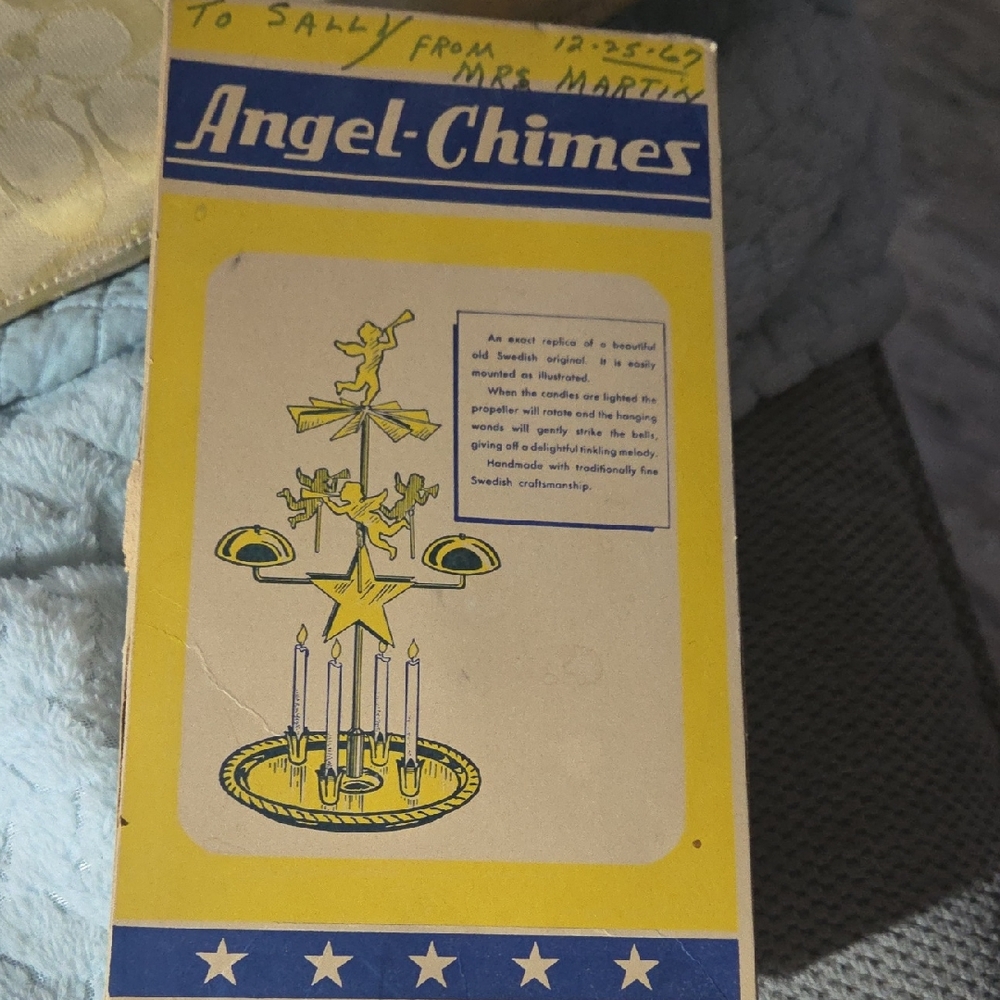 TO SALLY FROM 12-25-67
MRS MARTIN
Angel-Chimes
An exact replica of a beautiful
old Swedish original. It is easily
mounted as illustrated.
When the candles are lighted the
propeller will rotate and the hanging
wands will gently strike the bells,
giving off a delightful tinkling melody.
Handmade with traditionally fine
Swedish craftsmanship.